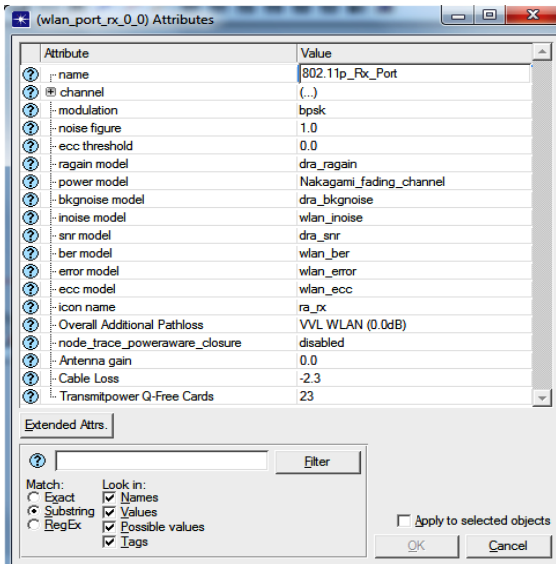 (wlan_port_rx_0_0) Attributes
Attribute Value
name 802.11p_Rx_Port
channel (...)
modulation bpsk
noise figure 1.0
ecc threshold 0.0
ragain model dra_ragain
power model Nakagami_fading_channel
bkgnoise model dra_bkgnoise
inoise model wlan_inoise
snr model dra_snr
ber model wlan_ber
error model wlan_error
ecc model wlan_ecc
icon name ra_rx
Overall Additional Pathloss VVL WLAN (0.0dB)
node_trace_poweraware_closure disabled
Antenna gain 0.0
Cable Loss -2.3
Transmitpower Q-Free Cards 23
Extended Attrs.
Filter
Match: Look in:
Exact Names
Substring Values
RegEx Possible values
Tags
Apply to selected objects
OK Cancel